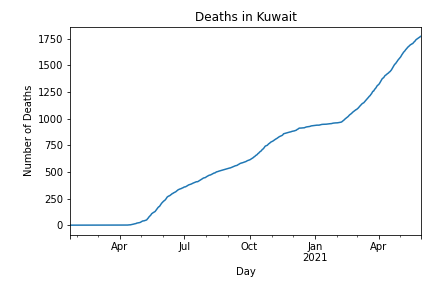 Deaths in Kuwait
1750
1500
1250
1000
750
500
250
0
Number of Deaths
Apr
Jul
Oct
Jan
2021
Apr
Day